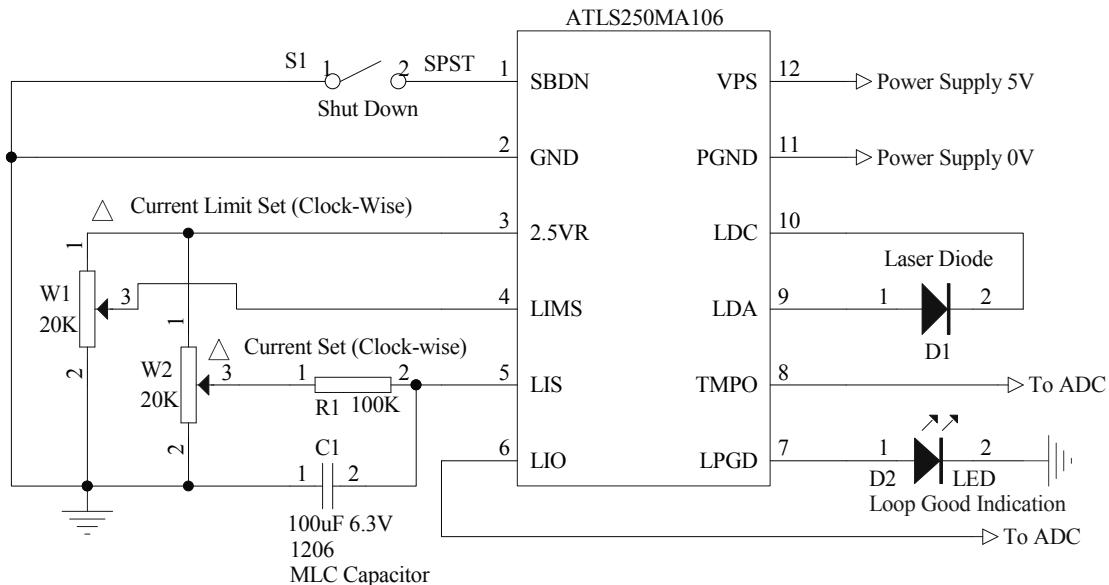 ATLS250MA106
S1 1 2 SPST 1 SBDN VPS 12 Power Supply 5V
Shut Down
2 GND PGND 11 Power Supply 0V
Current Limit Set (Clock-Wise)
1 3 2.5VR LDC 10
Laser Diode
W1 3 4 LIMS LDA 9 1 2
20K
1 D1
2 Current Set (Clock-wise)
W2 3 1 2 5 LIS TMPO 8 To ADC
20K R1 100K
2 C1 6 LIO LPGD 7 1 2
1 2 D2 LED
Loop Good Indication
100uF 6.3V To ADC
1206
MLC Capacitor